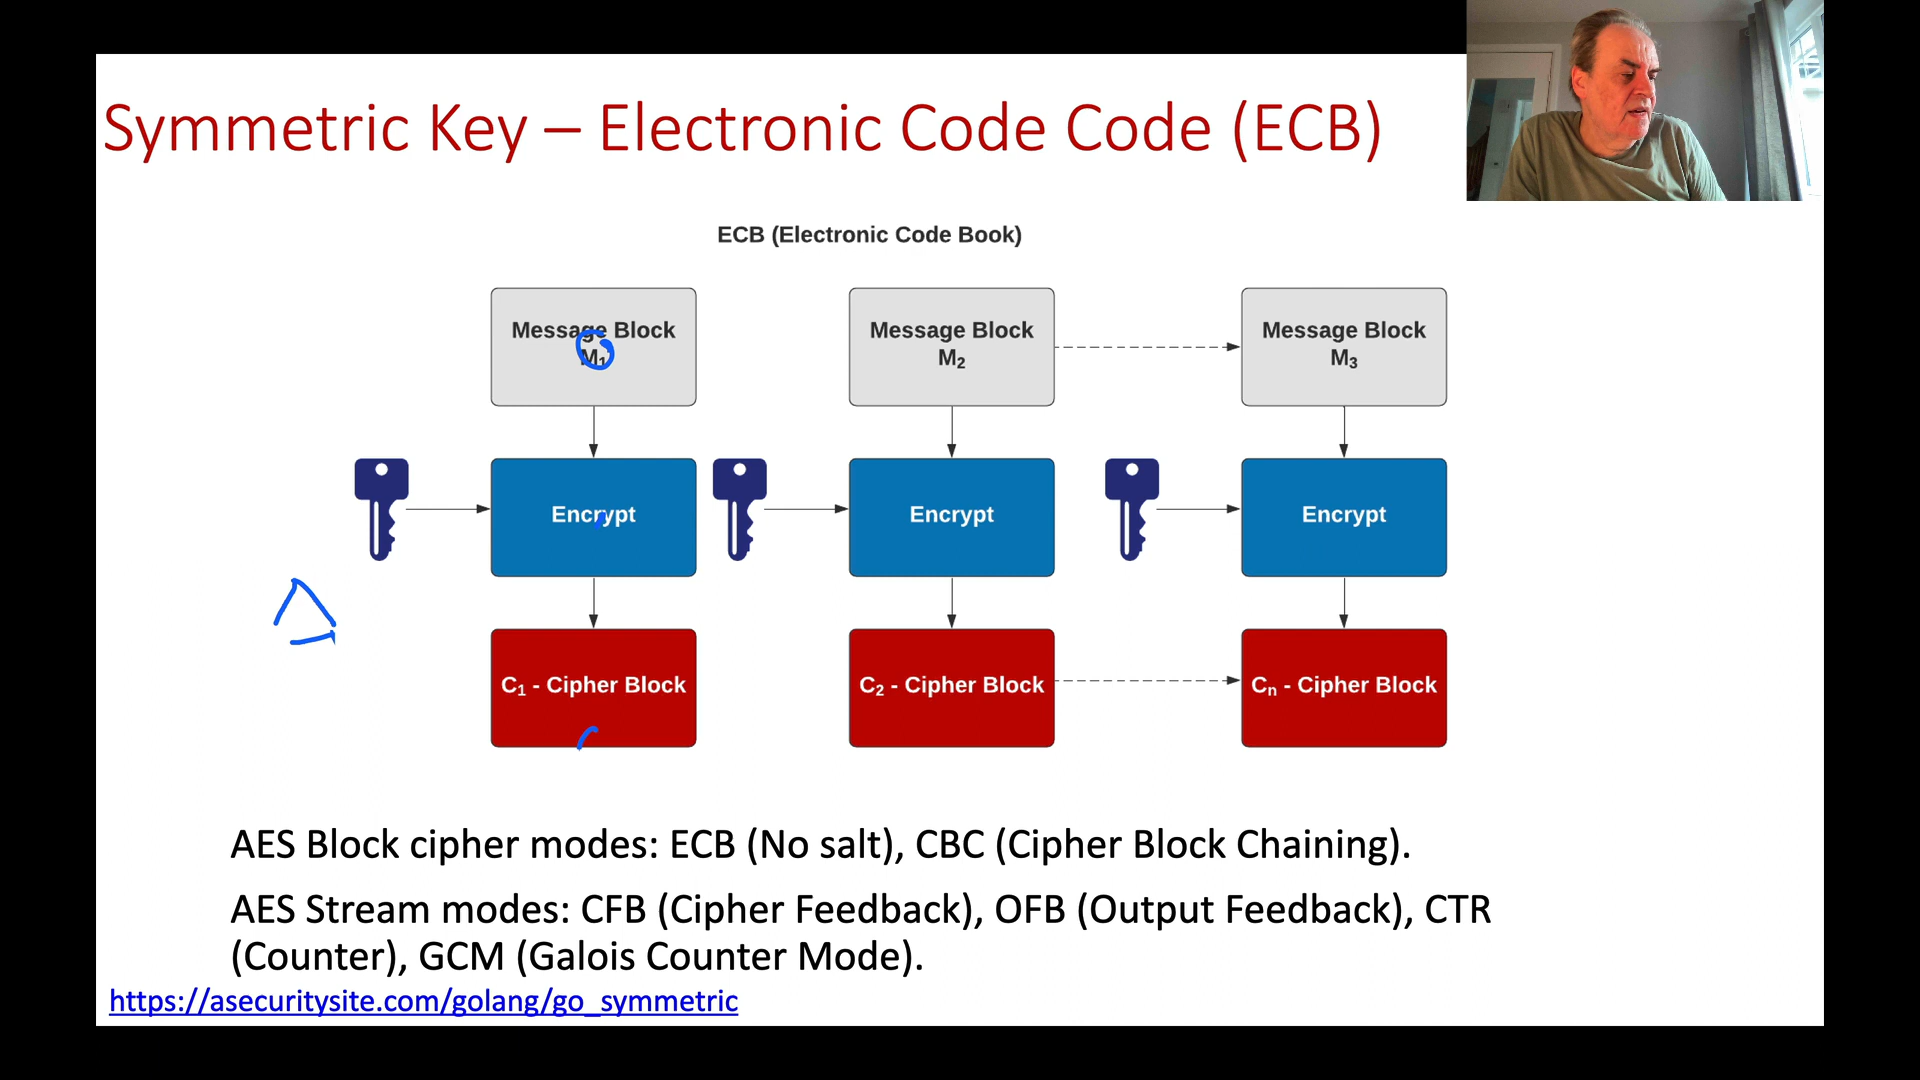 Symmetric Key – Electronic Code Code (ECB)
ECB (Electronic Code Book)
Message Block
M₁
Message Block
M₂
Message Block
M₃
Encrypt
Encrypt
Encrypt
C₁ - Cipher Block
C₂ - Cipher Block
Cₙ - Cipher Block
AES Block cipher modes: ECB (No salt), CBC (Cipher Block Chaining).
AES Stream modes: CFB (Cipher Feedback), OFB (Output Feedback), CTR
(Counter), GCM (Galois Counter Mode).
https://asecuritysite.com/golang/go_symmetric